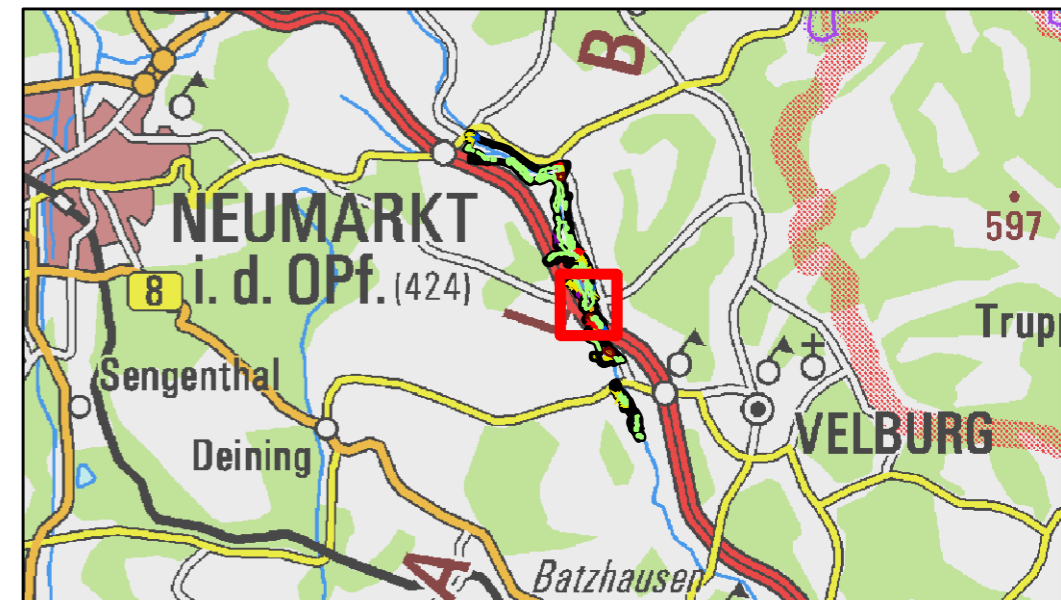 B
NEUMARKT
i. d. OPf. (424)
8
597
Trupp
Sengenthal
VELBURG
Deining
A
Batzhausen